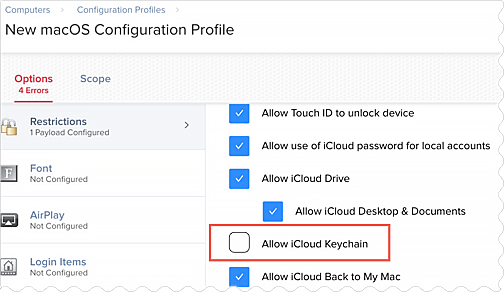 Computers > Configuration Profiles >
New macOS Configuration Profile
Options Scope
4 Errors
Restrictions
1 Payload Configured
Font
Not Configured
AirPlay
Not Configured
Login Items
Not Configured
Allow Touch ID to unlock device
Allow use of iCloud password for local accounts
Allow iCloud Drive
Allow iCloud Desktop & Documents
Allow iCloud Keychain
Allow iCloud Back to My Mac